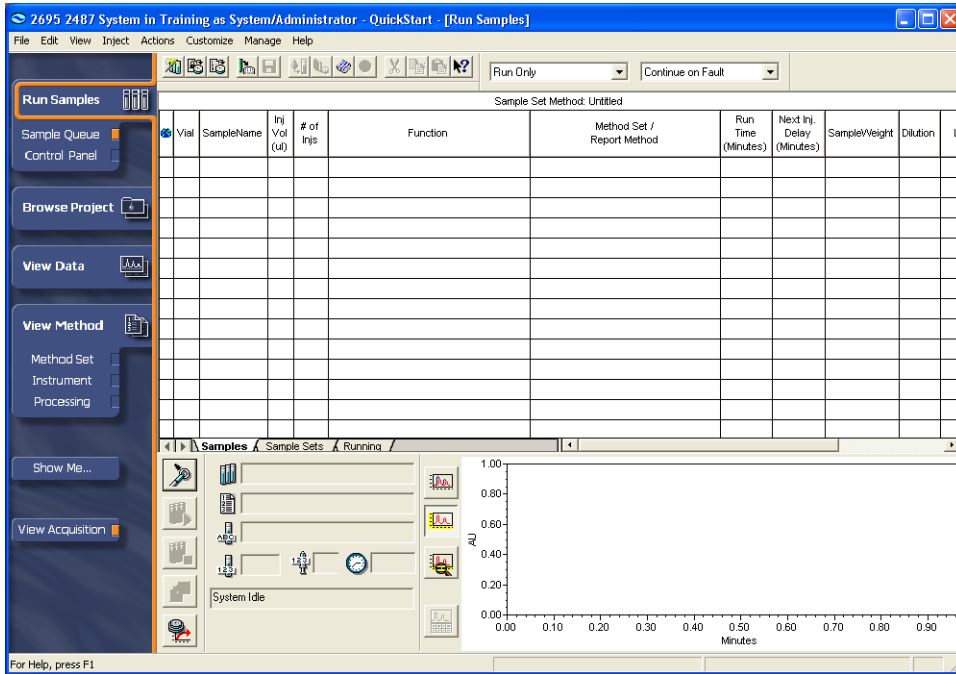 2695 2487 System in Training as System/Administrator - QuickStart - [Run Samples]
File Edit View Inject Actions Customize Manage Help
Run Only
Continue on Fault
Run Samples
Sample Queue
Control Panel
Browse Project
View Data
View Method
Method Set
Instrument
Processing
Show Me...
View Acquisition
Sample Set Method: Untitled
Vial
SampleName
Inj
Vol
(ul)
# of
Injs
Function
Method Set /
Report Method
Run
Time
(Minutes)
Next Inj.
Delay
(Minutes)
SampleWeight
Dilution
Samples
Sample Sets
Running
ABC
123
123
System Idle
AU
1.00
0.80
0.60
0.40
0.20
0.00
0.00 0.10 0.20 0.30 0.40 0.50 0.60 0.70 0.80 0.90
Minutes
For Help, press F1